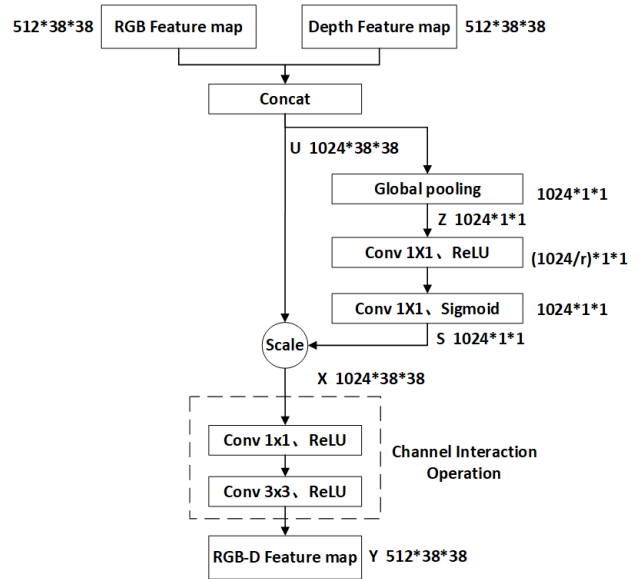 512*38*38
RGB Feature map
Depth Feature map
512*38*38
Concat
U 1024*38*38
Global pooling
1024*1*1
Z 1024*1*1
Conv 1X1、ReLU
(1024/r)*1*1
Conv 1X1、Sigmoid
1024*1*1
Scale
S 1024*1*1
X 1024*38*38
Conv 1x1、ReLU
Conv 3x3、ReLU
Channel Interaction
Operation
RGB-D Feature map
Y 512*38*38